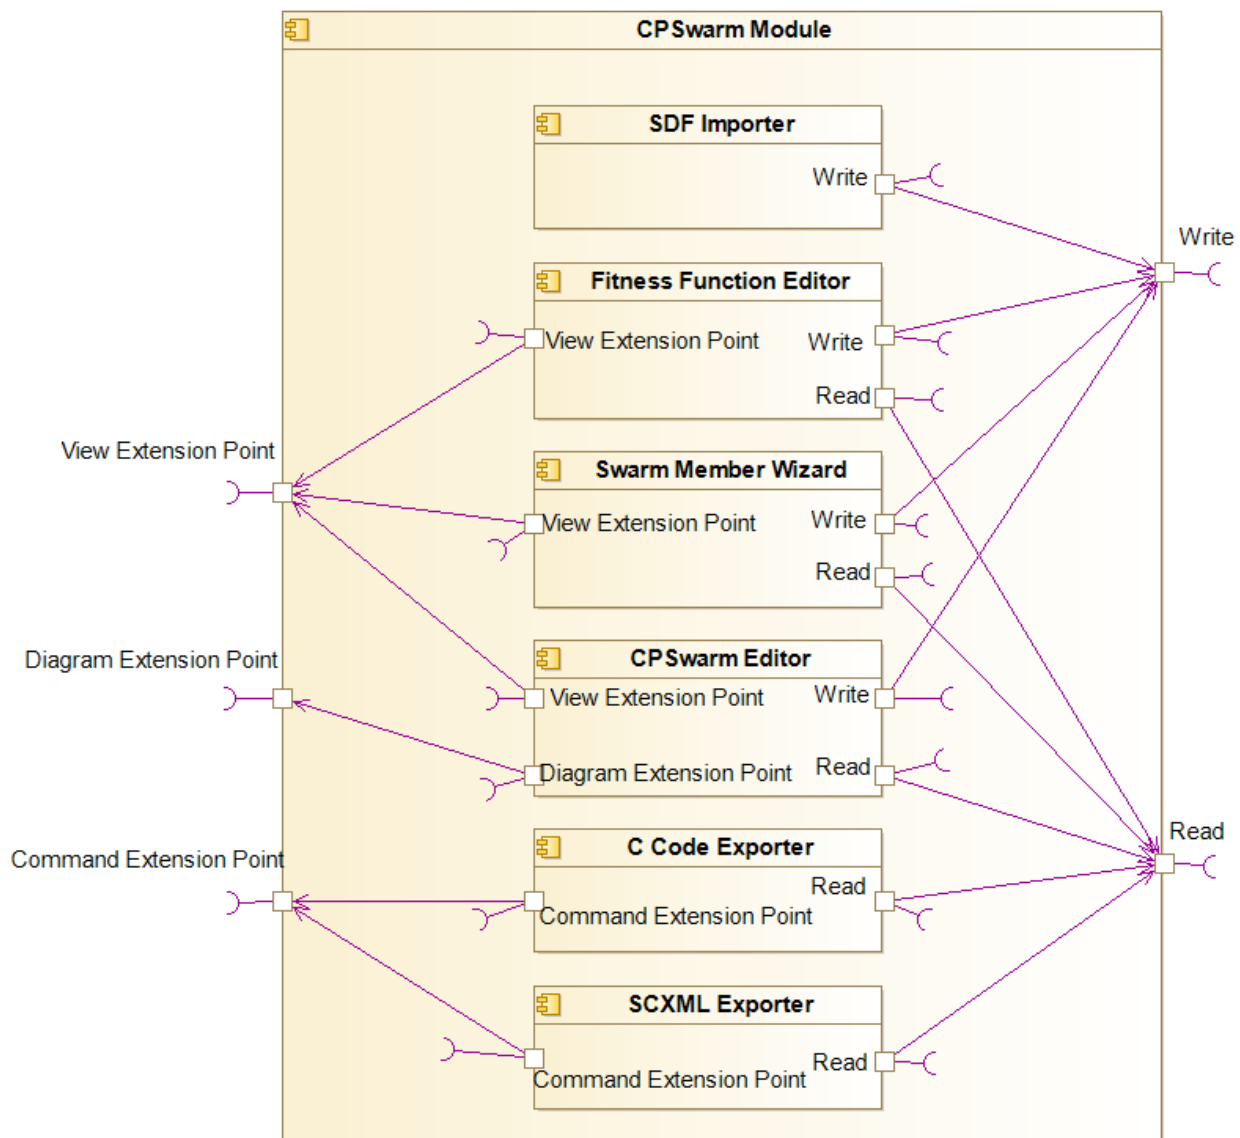 CPSwarm Module
SDF Importer
Write
Write
Fitness Function Editor
View Extension Point
Write
Read
View Extension Point
Swarm Member Wizard
View Extension Point
Write
Read
Diagram Extension Point
CPSwarm Editor
View Extension Point
Write
Diagram Extension Point
Read
Command Extension Point
C Code Exporter
Read
Read
Command Extension Point
SCXML Exporter
Read
Command Extension Point